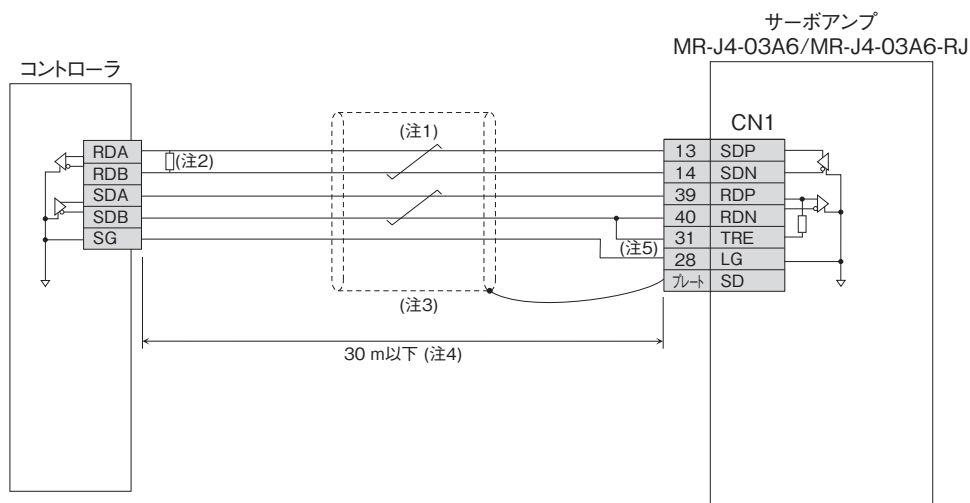 サーボアンプ
MR-J4-03A6/MR-J4-03A6-RJ
コントローラ
CN1
(注1)
(注2)
RDA
RDB
SDA
SDB
SG
13 SDP
14 SDN
39 RDP
40 RDN
31 TRE
28 LG
プレート SD
(注5)
(注3)
30 m以下 (注4)